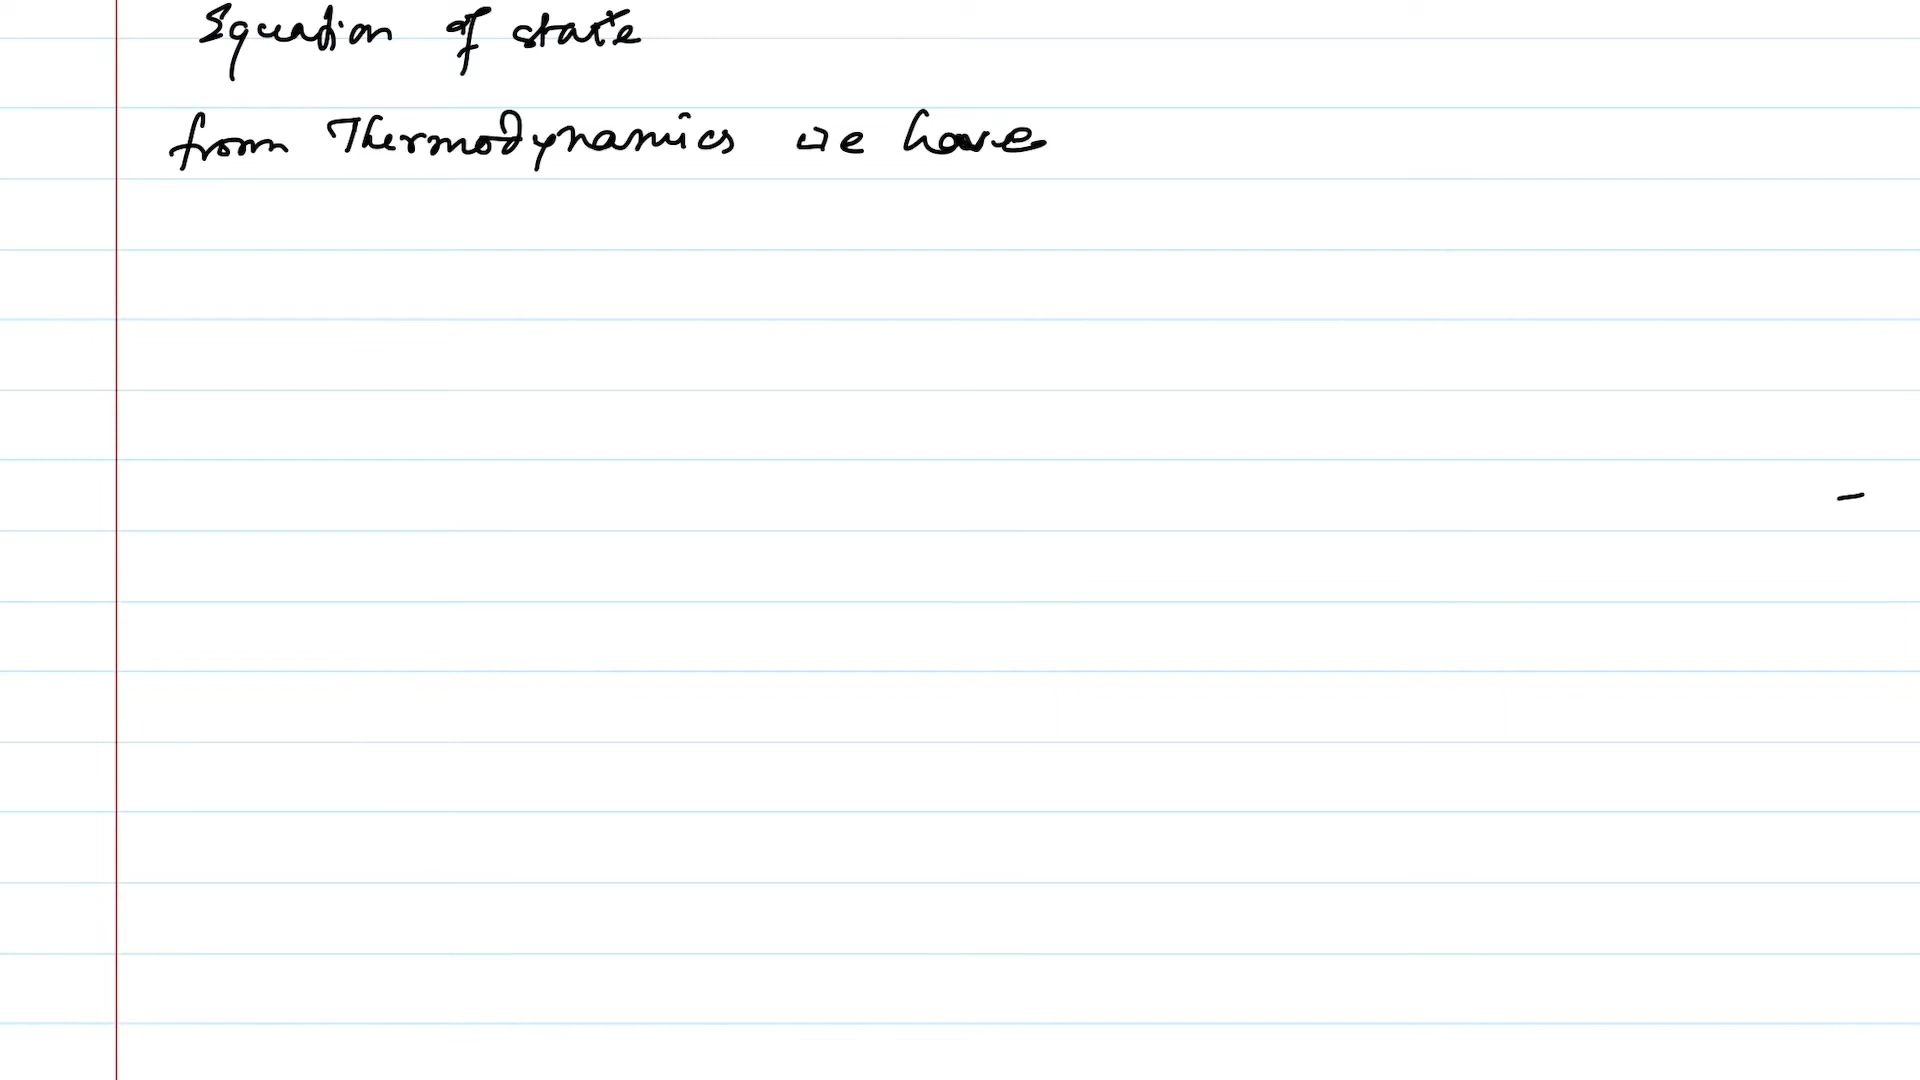 Equation of state
from Thermodynamics we have
-